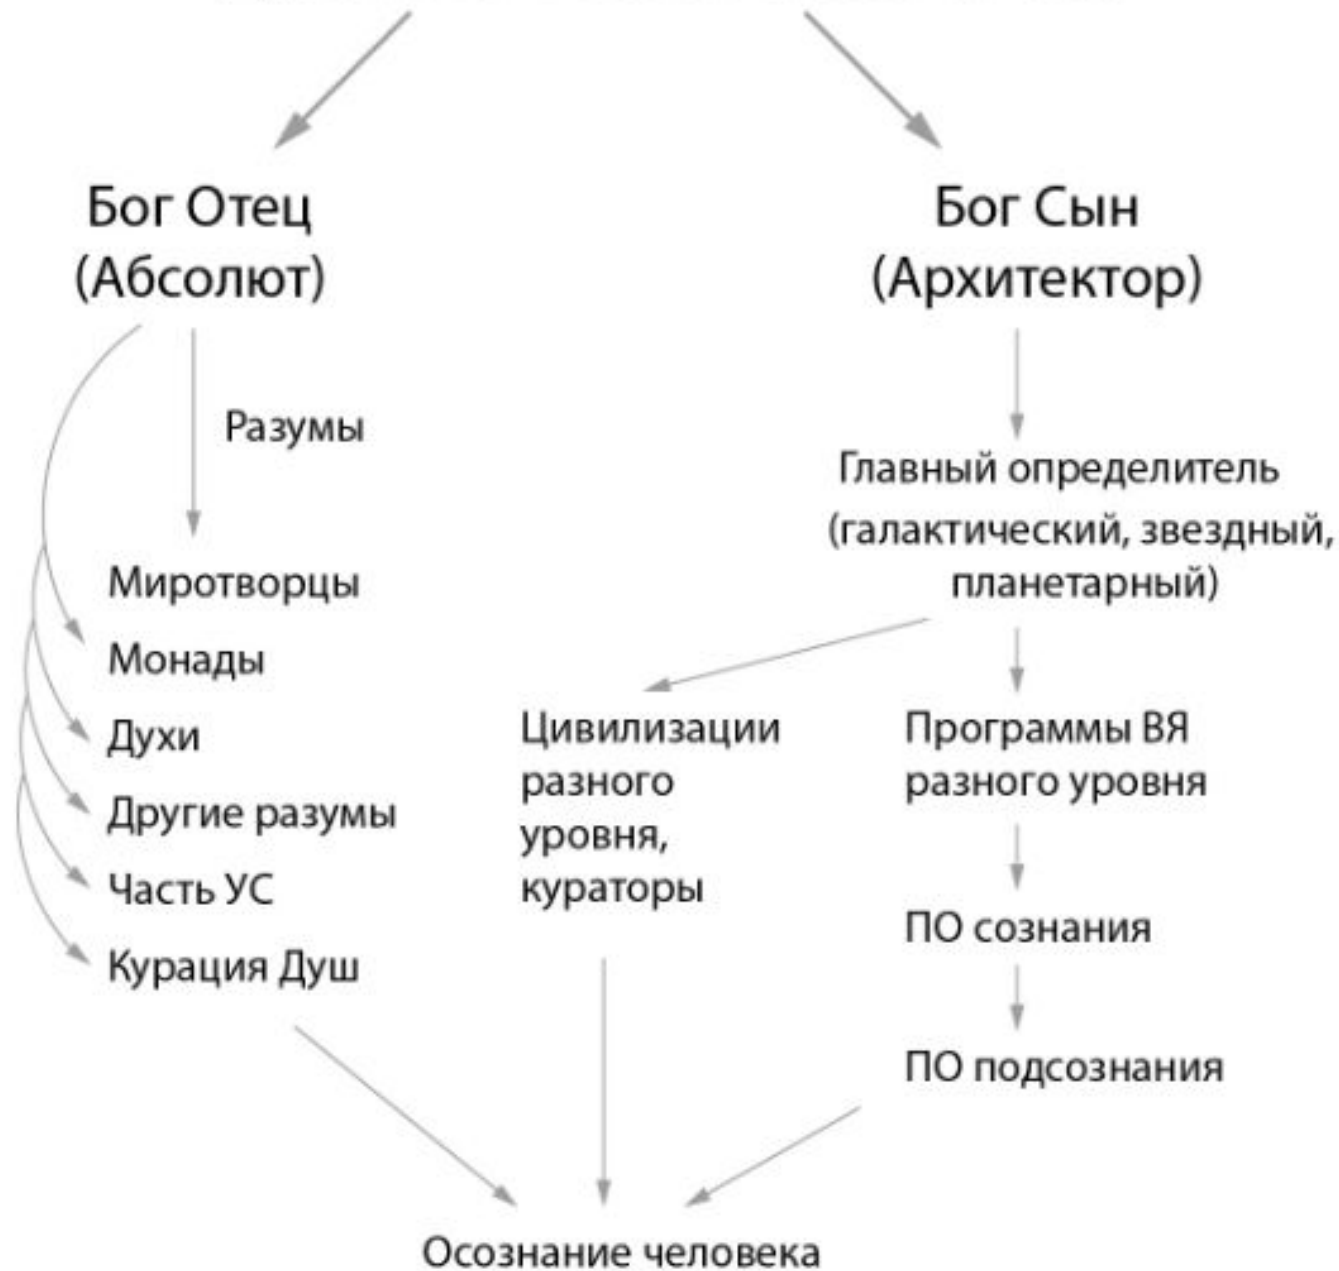 Бог Отец
(Абсолют)
Разумы
Миротворцы
Монады
Духи
Другие разумы
Часть УС
Курация Душ
Бог Сын
(Архитектор)
Главный определитель
(галактический, звездный,
планетарный)
Цивилизации
разного
уровня,
кураторы
Программы ВЯ
разного уровня
ПО сознания
ПО подсознания
Осознание человека